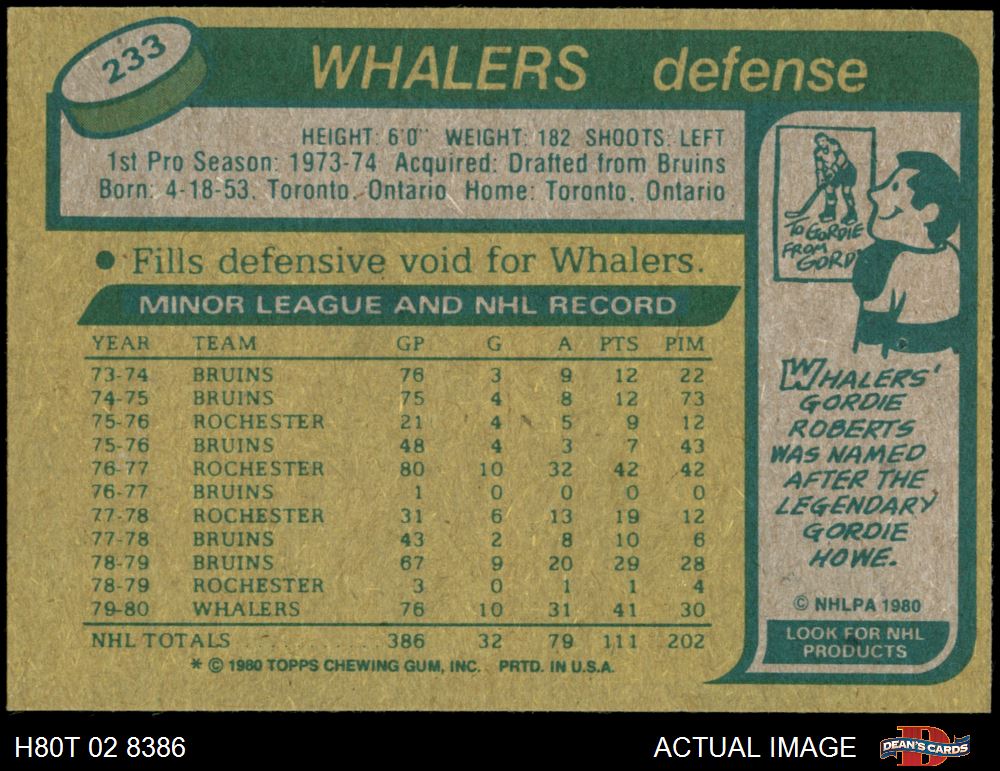 233
WHALERS defense
HEIGHT: 6'0" WEIGHT: 182 SHOOTS: LEFT
1st Pro Season: 1973-74 Acquired: Drafted from Bruins
Born: 4-18-53, Toronto, Ontario Home: Toronto, Ontario
• Fills defensive void for Whalers.
MINOR LEAGUE AND NHL RECORD
YEAR TEAM GP G A PTS PIM
73-74 BRUINS 76 3 9 12 22
74-75 BRUINS 75 4 8 12 73
75-76 ROCHESTER 21 4 5 9 12
75-76 BRUINS 48 4 3 7 43
76-77 ROCHESTER 80 10 32 42 42
76-77 BRUINS 1 0 0 0 0
77-78 ROCHESTER 31 6 13 19 12
77-78 BRUINS 43 2 8 10 6
78-79 BRUINS 67 9 20 29 28
78-79 ROCHESTER 3 0 1 1 4
79-80 WHALERS 76 10 31 41 30
NHL TOTALS 386 32 79 111 202
* © 1980 TOPPS CHEWING GUM, INC. PRTD. IN U.S.A.
TO GORDIE
FROM
GORD
WHALERS'
GORDIE
ROBERTS
WAS NAMED
AFTER THE
LEGENDARY
GORDIE
HOWE.
© NHLPA 1980
LOOK FOR NHL
PRODUCTS
H80T 02 8386
ACTUAL IMAGE
DEAN'S CARDS